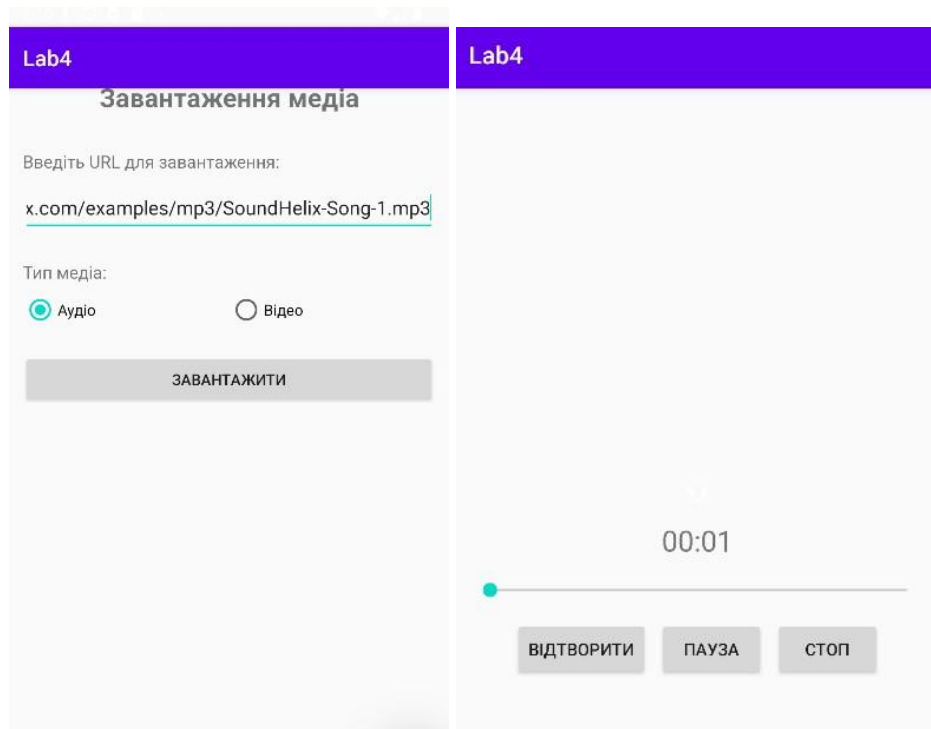 Lab4
Завантаження медіа
Введіть URL для завантаження:
x.com/examples/mp3/SoundHelix-Song-1.mp3
Тип медіа:
Аудіо Відео
ЗАВАНТАЖИТИ
Lab4
00:01
ВІДТВОРИТИ ПАУЗА СТОП